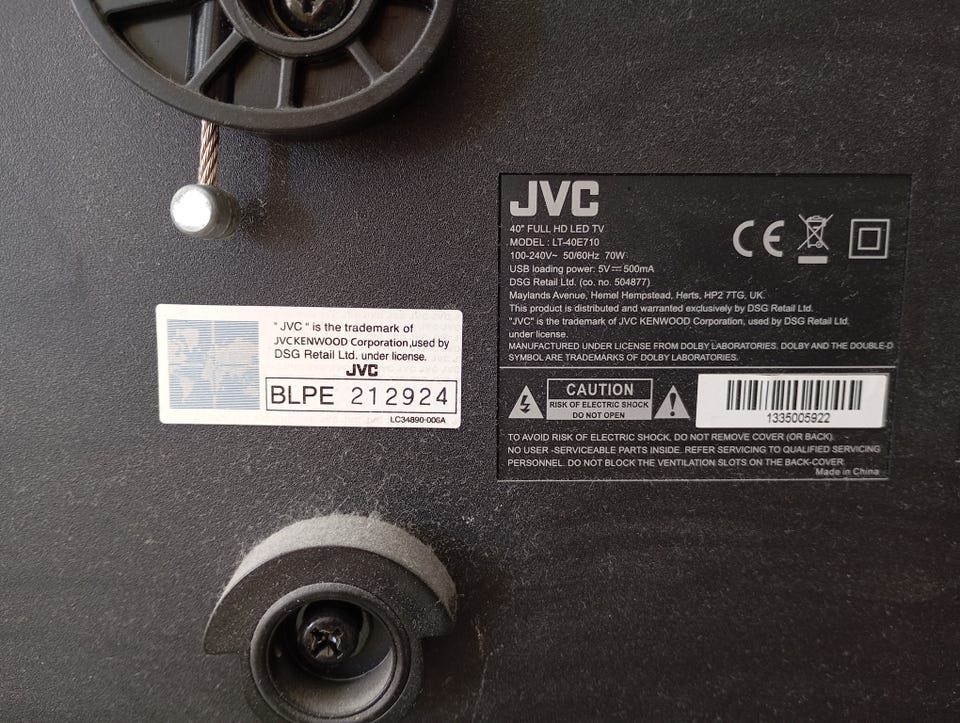 " JVC " is the trademark of
JVCKENWOOD Corporation,used by
DSG Retail Ltd. under license.
JVC
BLPE 212924
LC34890-006A
JVC
40" FULL HD LED TV
MODEL : LT-40E710
100-240V~ 50/60Hz 70W
USB loading power: 5V⎓500mA
DSG Retail Ltd. (co. no. 504877)
Maylands Avenue, Hemel Hempstead, Herts, HP2 7TG, UK.
This product is distributed and warranted exclusively by DSG Retail Ltd.
"JVC" is the trademark of JVC KENWOOD Corporation, used by DSG Retail Ltd.
under license.
MANUFACTURED UNDER LICENSE FROM DOLBY LABORATORIES. DOLBY AND THE DOUBLE-D
SYMBOL ARE TRADEMARKS OF DOLBY LABORATORIES.
CE
CAUTION
RISK OF ELECTRIC SHOCK
DO NOT OPEN
1335005922
TO AVOID RISK OF ELECTRIC SHOCK, DO NOT REMOVE COVER (OR BACK).
NO USER -SERVICEABLE PARTS INSIDE. REFER SERVICING TO QUALIFIED SERVICING
PERSONNEL. DO NOT BLOCK THE VENTILATION SLOTS ON THE BACK-COVER.
Made in China